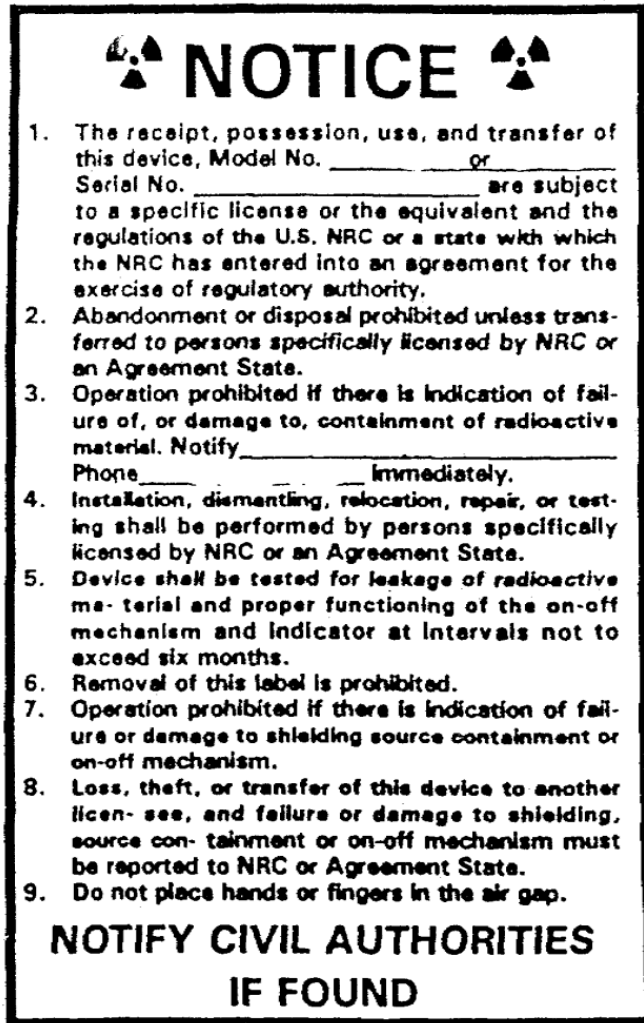 NOTICE
1. The receipt, possession, use, and transfer of
this device, Model No. ________ or ________
Serial No. ________________ are subject
to a specific license or the equivalent and the
regulations of the U.S. NRC or a state with which
the NRC has entered into an agreement for the
exercise of regulatory authority.
2. Abandonment or disposal prohibited unless trans-
ferred to persons specifically licensed by NRC or
an Agreement State.
3. Operation prohibited if there is indication of fail-
ure of, or damage to, containment of radioactive
material. Notify________________
Phone________________ immediately.
4. Installation, dismantling, relocation, repair, or test-
ing shall be performed by persons specifically
licensed by NRC or an Agreement State.
5. Device shall be tested for leakage of radioactive
ma- terial and proper functioning of the on-off
mechanism and indicator at intervals not to
exceed six months.
6. Removal of this label is prohibited.
7. Operation prohibited if there is indication of fail-
ure or damage to shielding source containment or
on-off mechanism.
8. Loss, theft, or transfer of this device to another
licen- see, and failure or damage to shielding,
source con- tainment or on-off mechanism must
be reported to NRC or Agreement State.
9. Do not place hands or fingers in the air gap.
NOTIFY CIVIL AUTHORITIES
IF FOUND